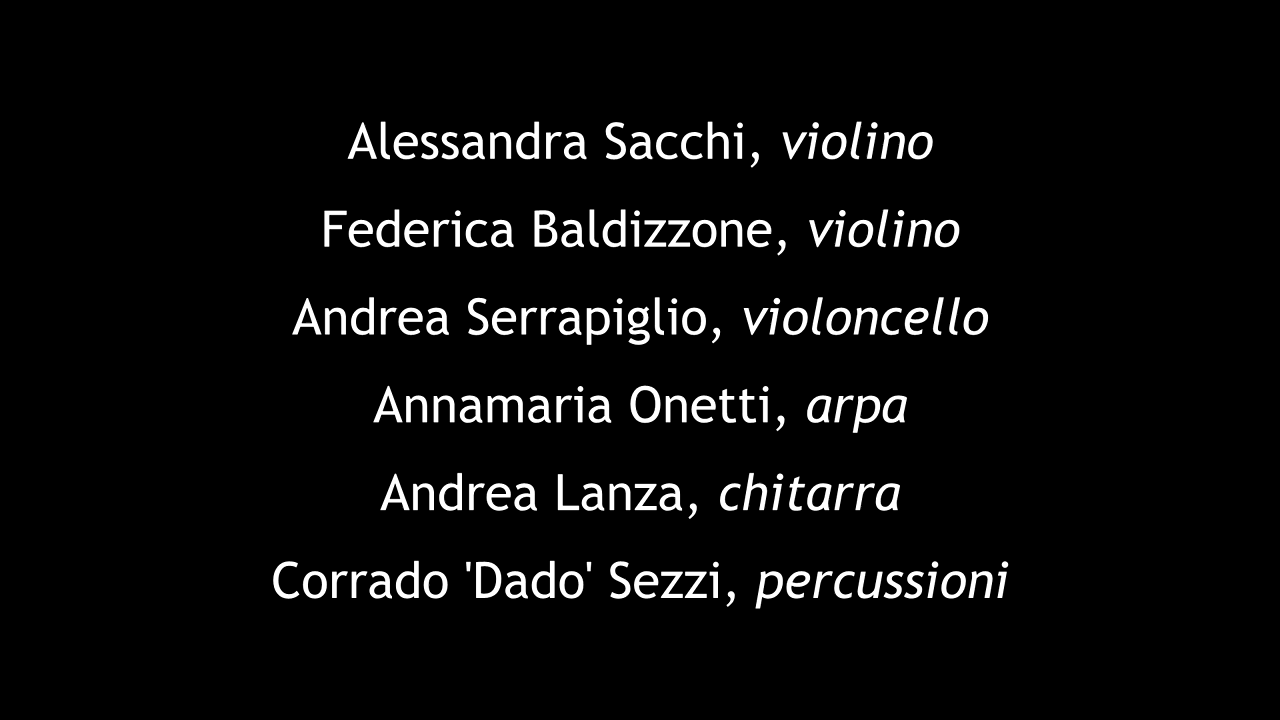 Alessandra Sacchi, violino
Federica Baldizzone, violino
Andrea Serrapiglio, violoncello
Annamaria Onetti, arpa
Andrea Lanza, chitarra
Corrado 'Dado' Sezzi, percussioni